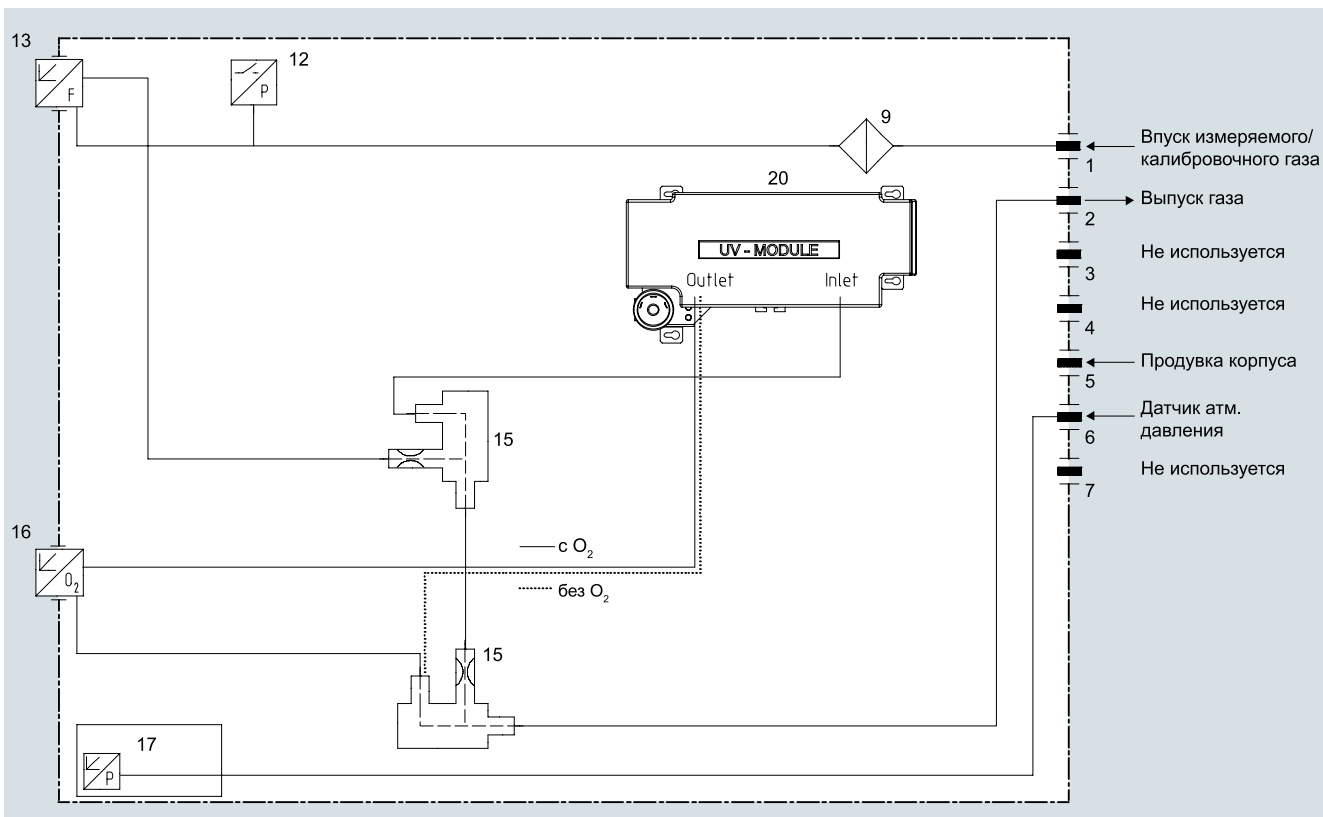 13
F
12
P
9
1
Впуск измеряемого/
калибровочного газа
20
2
Выпуск газа
UV - MODULE
Outlet
Inlet
3
Не используется
4
Не используется
5
Продувка корпуса
6
Датчик атм.
давления
7
Не используется
15
16
O₂
с O₂
без O₂
15
17
P